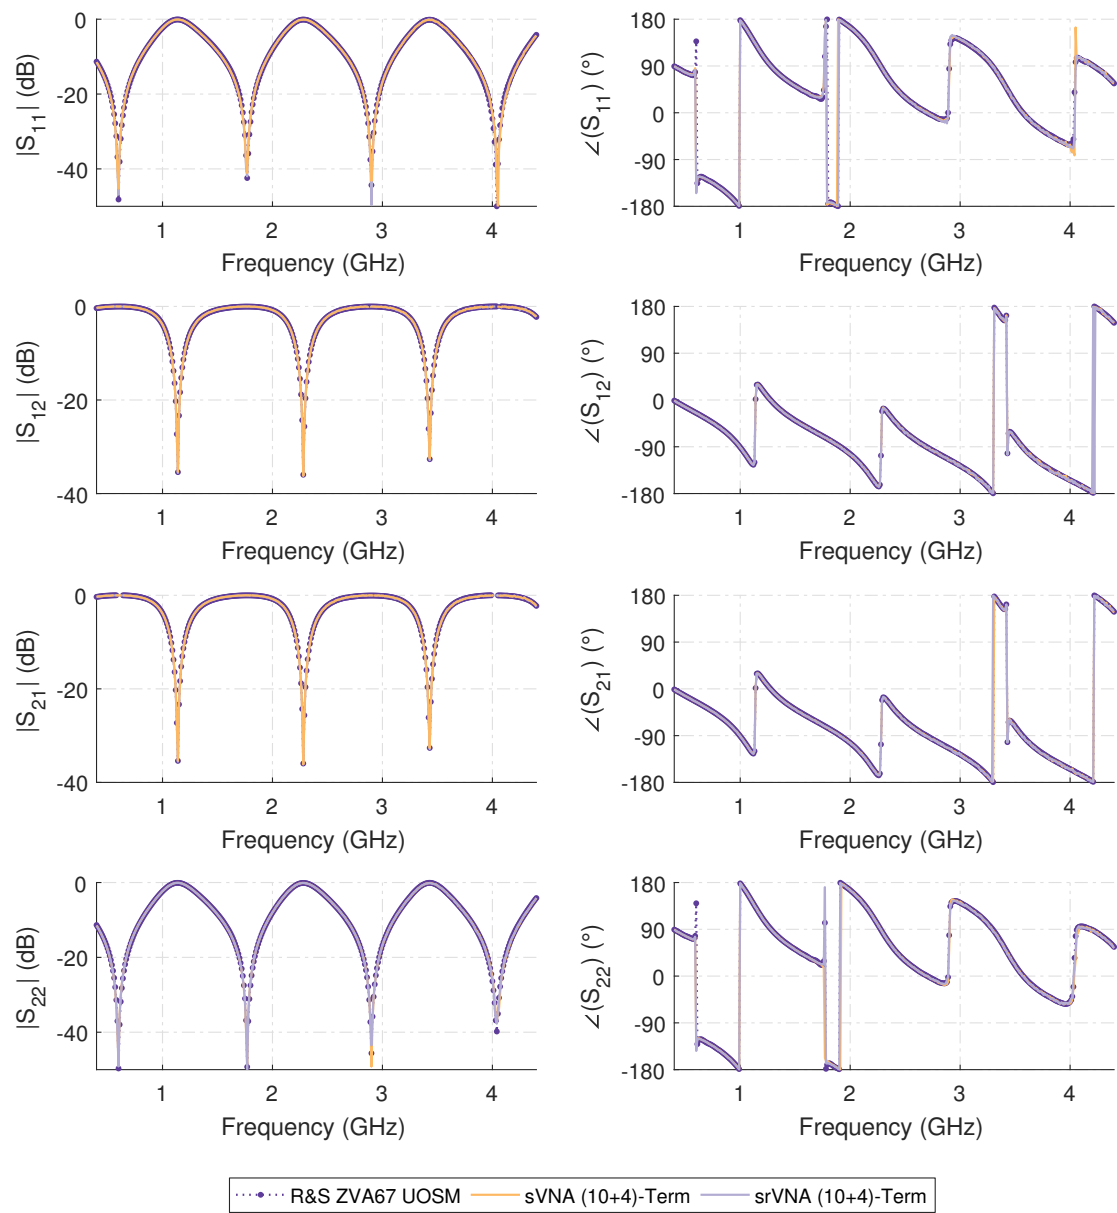 0
-20
-40
|S11| (dB)
1 2 3 4
Frequency (GHz)
180
90
0
-90
-180
∠(S11) (°)
1 2 3 4
Frequency (GHz)
0
-20
-40
|S12| (dB)
1 2 3 4
Frequency (GHz)
180
90
0
-90
-180
∠(S12) (°)
1 2 3 4
Frequency (GHz)
0
-20
-40
|S21| (dB)
1 2 3 4
Frequency (GHz)
180
90
0
-90
-180
∠(S21) (°)
1 2 3 4
Frequency (GHz)
0
-20
-40
|S22| (dB)
1 2 3 4
Frequency (GHz)
180
90
0
-90
-180
∠(S22) (°)
1 2 3 4
Frequency (GHz)
R&S ZVA67 UOSM sVNA (10+4)-Term srVNA (10+4)-Term